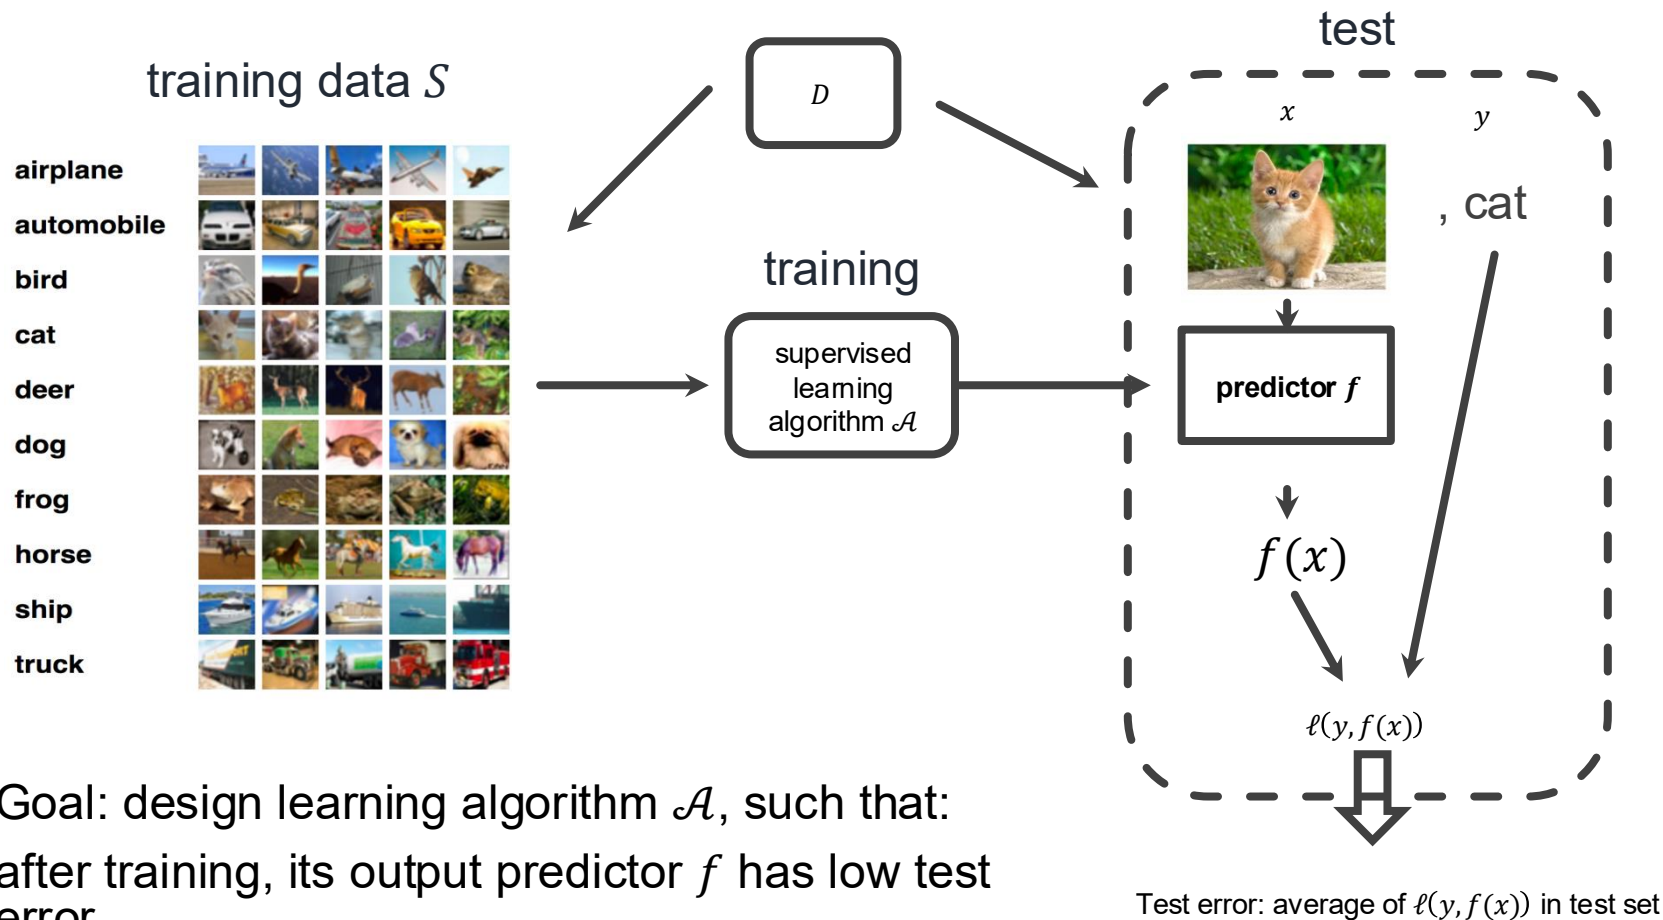 training data S
airplane
automobile
bird
cat
deer
dog
frog
horse
ship
truck
D
training
supervised
learning
algorithm 𝒜
test
x
y
, cat
predictor f
f(x)
ℓ(y, f(x))
Goal: design learning algorithm 𝒜, such that:
after training, its output predictor f has low test
error
Test error: average of ℓ(y, f(x)) in test set